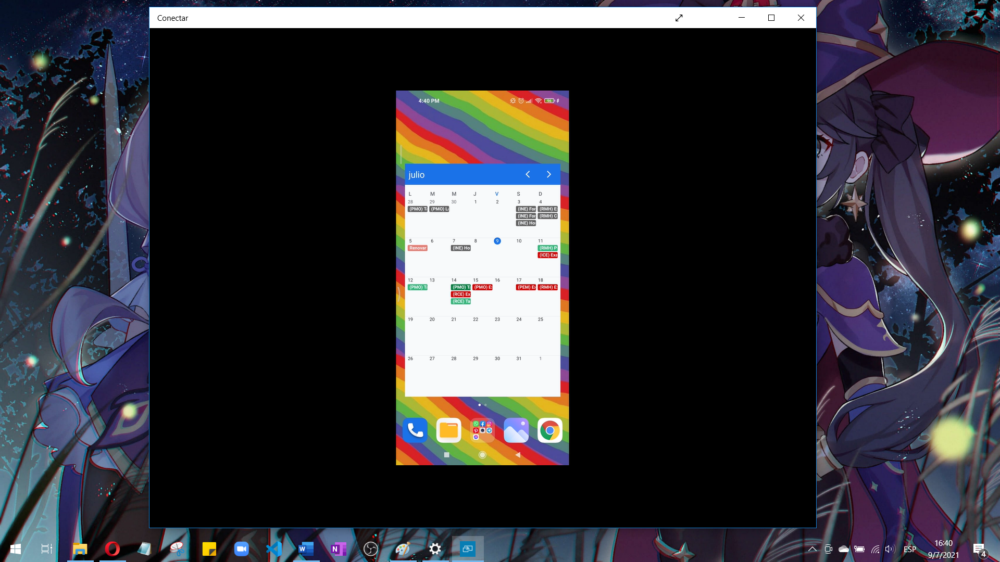 Conectar
4:40 PM
96
julio
L M M J V S D
28 29 30 1 2 3 4
(PMO) T (PMO) L (INE) For (RMH) E
(INE) For (RMH) C
(INE) Ho
5 6 7 8 9 10 11
Renovar (INE) Ho (RMH) P
(ICE) Exa
12 13 14 15 16 17 18
(PMO) T (PMO) T (PMO) E (PEM) E (RMH) E
(RCE) Ex
(RCE) Ta
19 20 21 22 23 24 25
26 27 28 29 30 31 1
ESP
16:40
9/7/2021
4